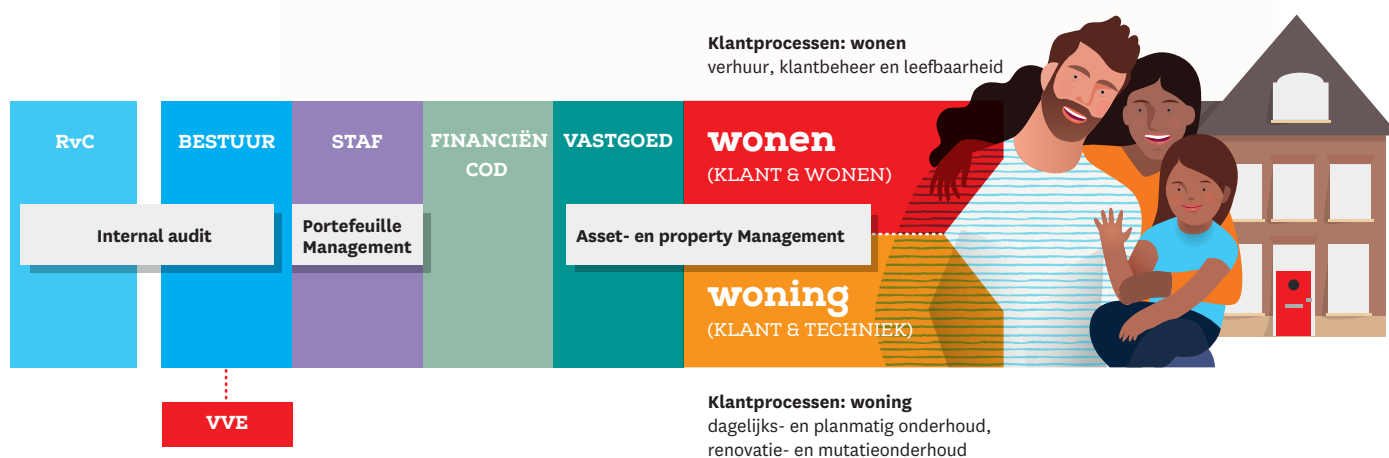 Klantprocessen: wonen
verhuur, klantbeheer en leefbaarheid
RvC
BESTUUR
STAF
FINANCIËN
COD
VASTGOED
wonen
(KLANT & WONEN)
Internal audit
Portefeuille
Management
Asset- en property Management
woning
(KLANT & TECHNIEK)
VVE
Klantprocessen: woning
dagelijks- en planmatig onderhoud,
renovatie- en mutatieonderhoud